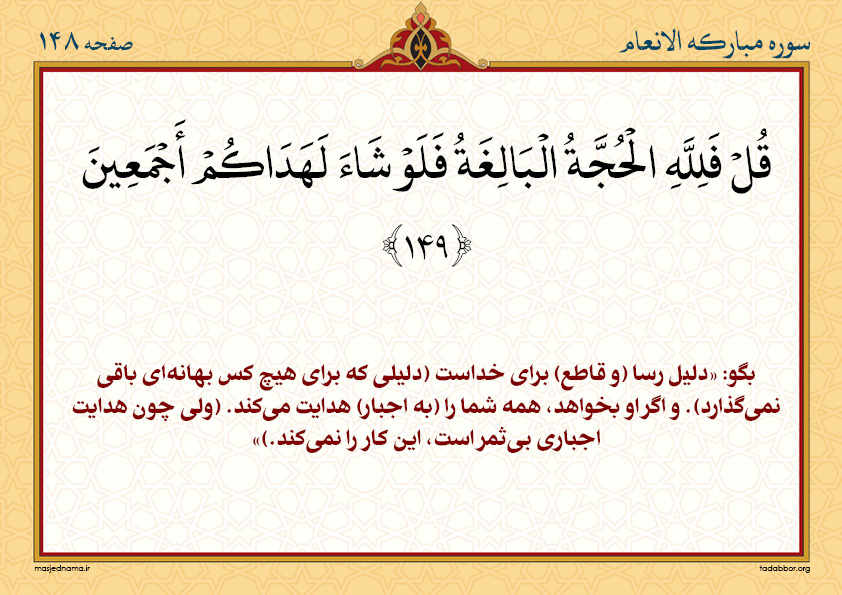 سوره مبارکه الانعام
صفحه ۱۴۸
قُلْ فَلِلَّهِ الْحُجَّةُ الْبَالِغَةُ فَلَوْ شَاءَ لَهَدَاكُمْ أَجْمَعِينَ
﴿۱۴۹﴾
بگو: «دلیل رسا (و قاطع) برای خداست (دلیلی که برای هیچ کس بهانه‌ای باقی
نمی‌گذارد). و اگر او بخواهد، همه شما را (به اجبار) هدایت می‌کند. (ولی چون هدایت
اجباری بی‌ثمر است، این کار را نمی‌کند.)»
masjednama.ir
tadabbor.org